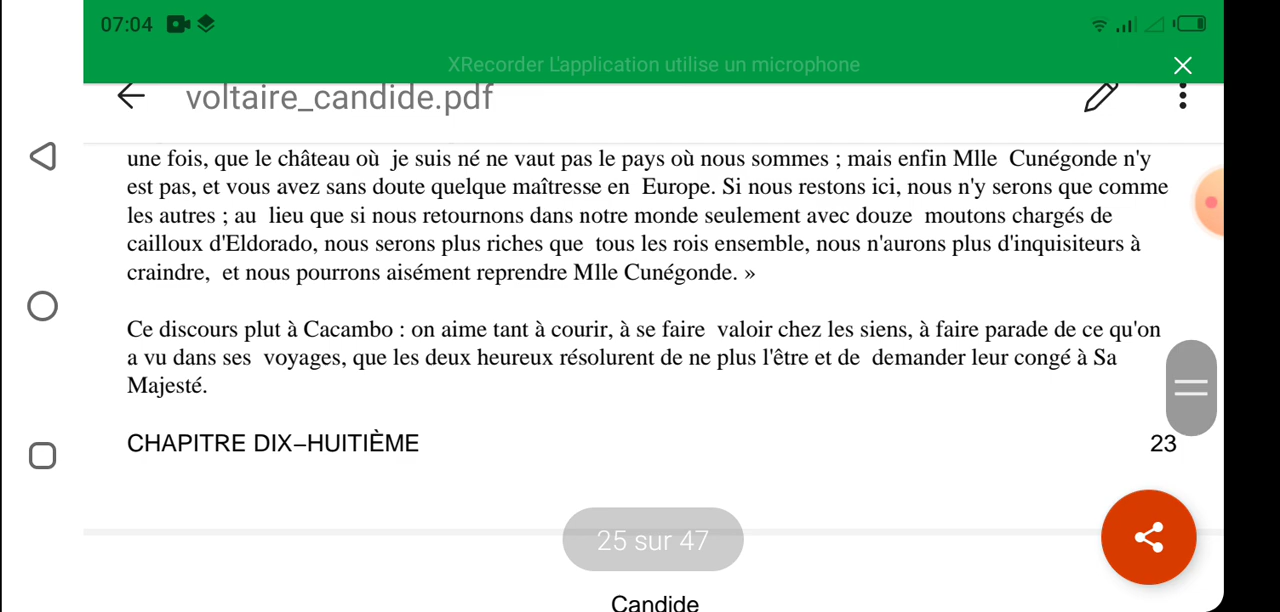 07:04
XRecorder L'application utilise un microphone
voltaire_candide.pdf
une fois, que le château où je suis né ne vaut pas le pays où nous sommes ; mais enfin Mlle Cunégonde n'y
est pas, et vous avez sans doute quelque maîtresse en Europe. Si nous restons ici, nous n'y serons que comme
les autres ; au lieu que si nous retournons dans notre monde seulement avec douze moutons chargés de
cailloux d'Eldorado, nous serons plus riches que tous les rois ensemble, nous n'aurons plus d'inquisiteurs à
craindre, et nous pourrons aisément reprendre Mlle Cunégonde. »
Ce discours plut à Cacambo : on aime tant à courir, à se faire valoir chez les siens, à faire parade de ce qu'on
a vu dans ses voyages, que les deux heureux résolurent de ne plus l'être et de demander leur congé à Sa
Majesté.
CHAPITRE DIX–HUITIÈME 23
25 sur 47
Candide